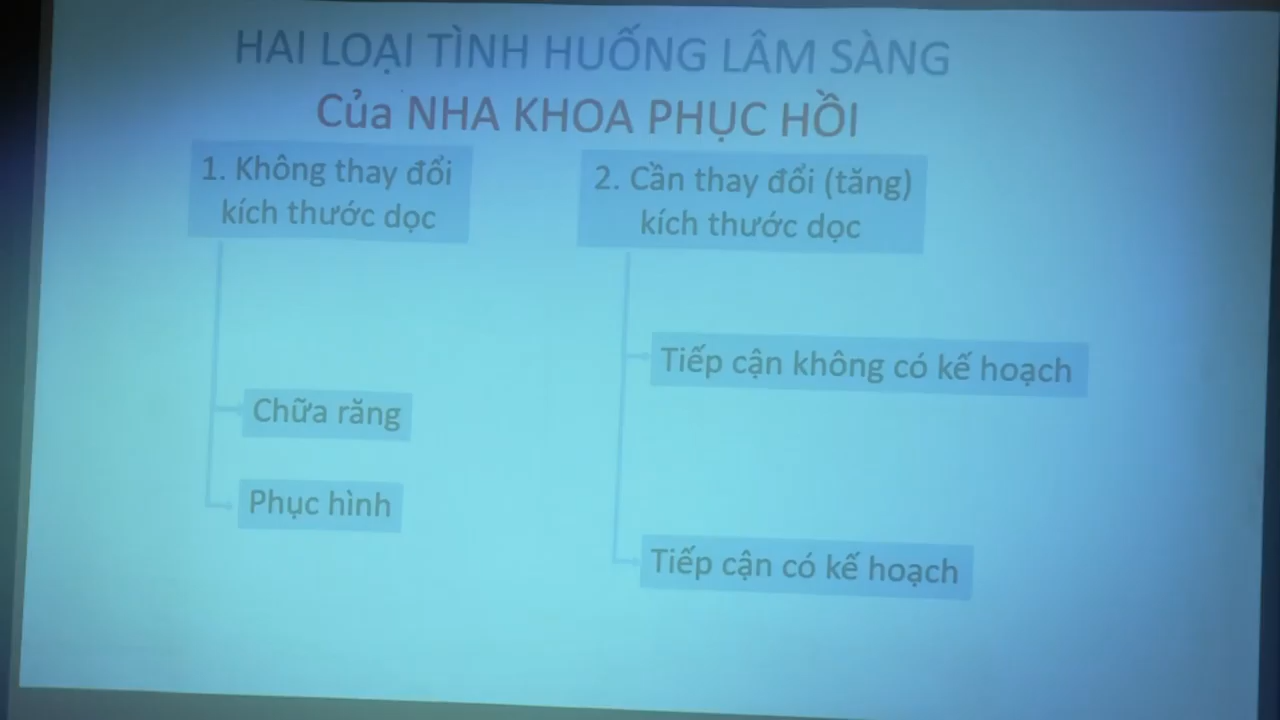 HAI LOẠI TÌNH HUỐNG LÂM SÀNG
Của NHA KHOA PHỤC HỒI
1. Không thay đổi
kích thước dọc
Chữa răng
Phục hình
2. Cần thay đổi (tăng)
kích thước dọc
Tiếp cận không có kế hoạch
Tiếp cận có kế hoạch